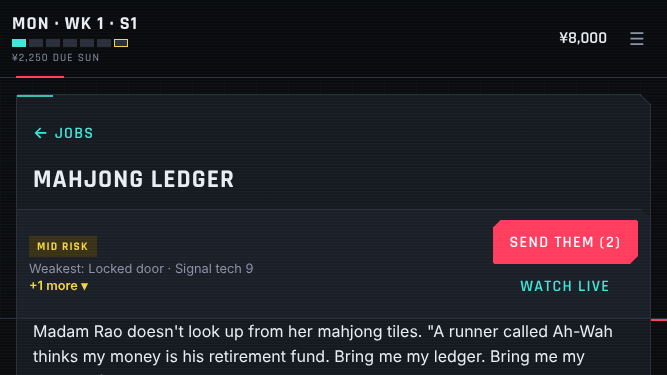 MON · WK 1 · S1
¥2,250 DUE SUN
¥8,000
← JOBS
MAHJONG LEDGER
MID RISK
Weakest: Locked door · Signal tech 9
+1 more ▾
SEND THEM (2)
WATCH LIVE
Madam Rao doesn't look up from her mahjong tiles. "A runner called Ah-Wah
thinks my money is his retirement fund. Bring me my ledger. Bring me my